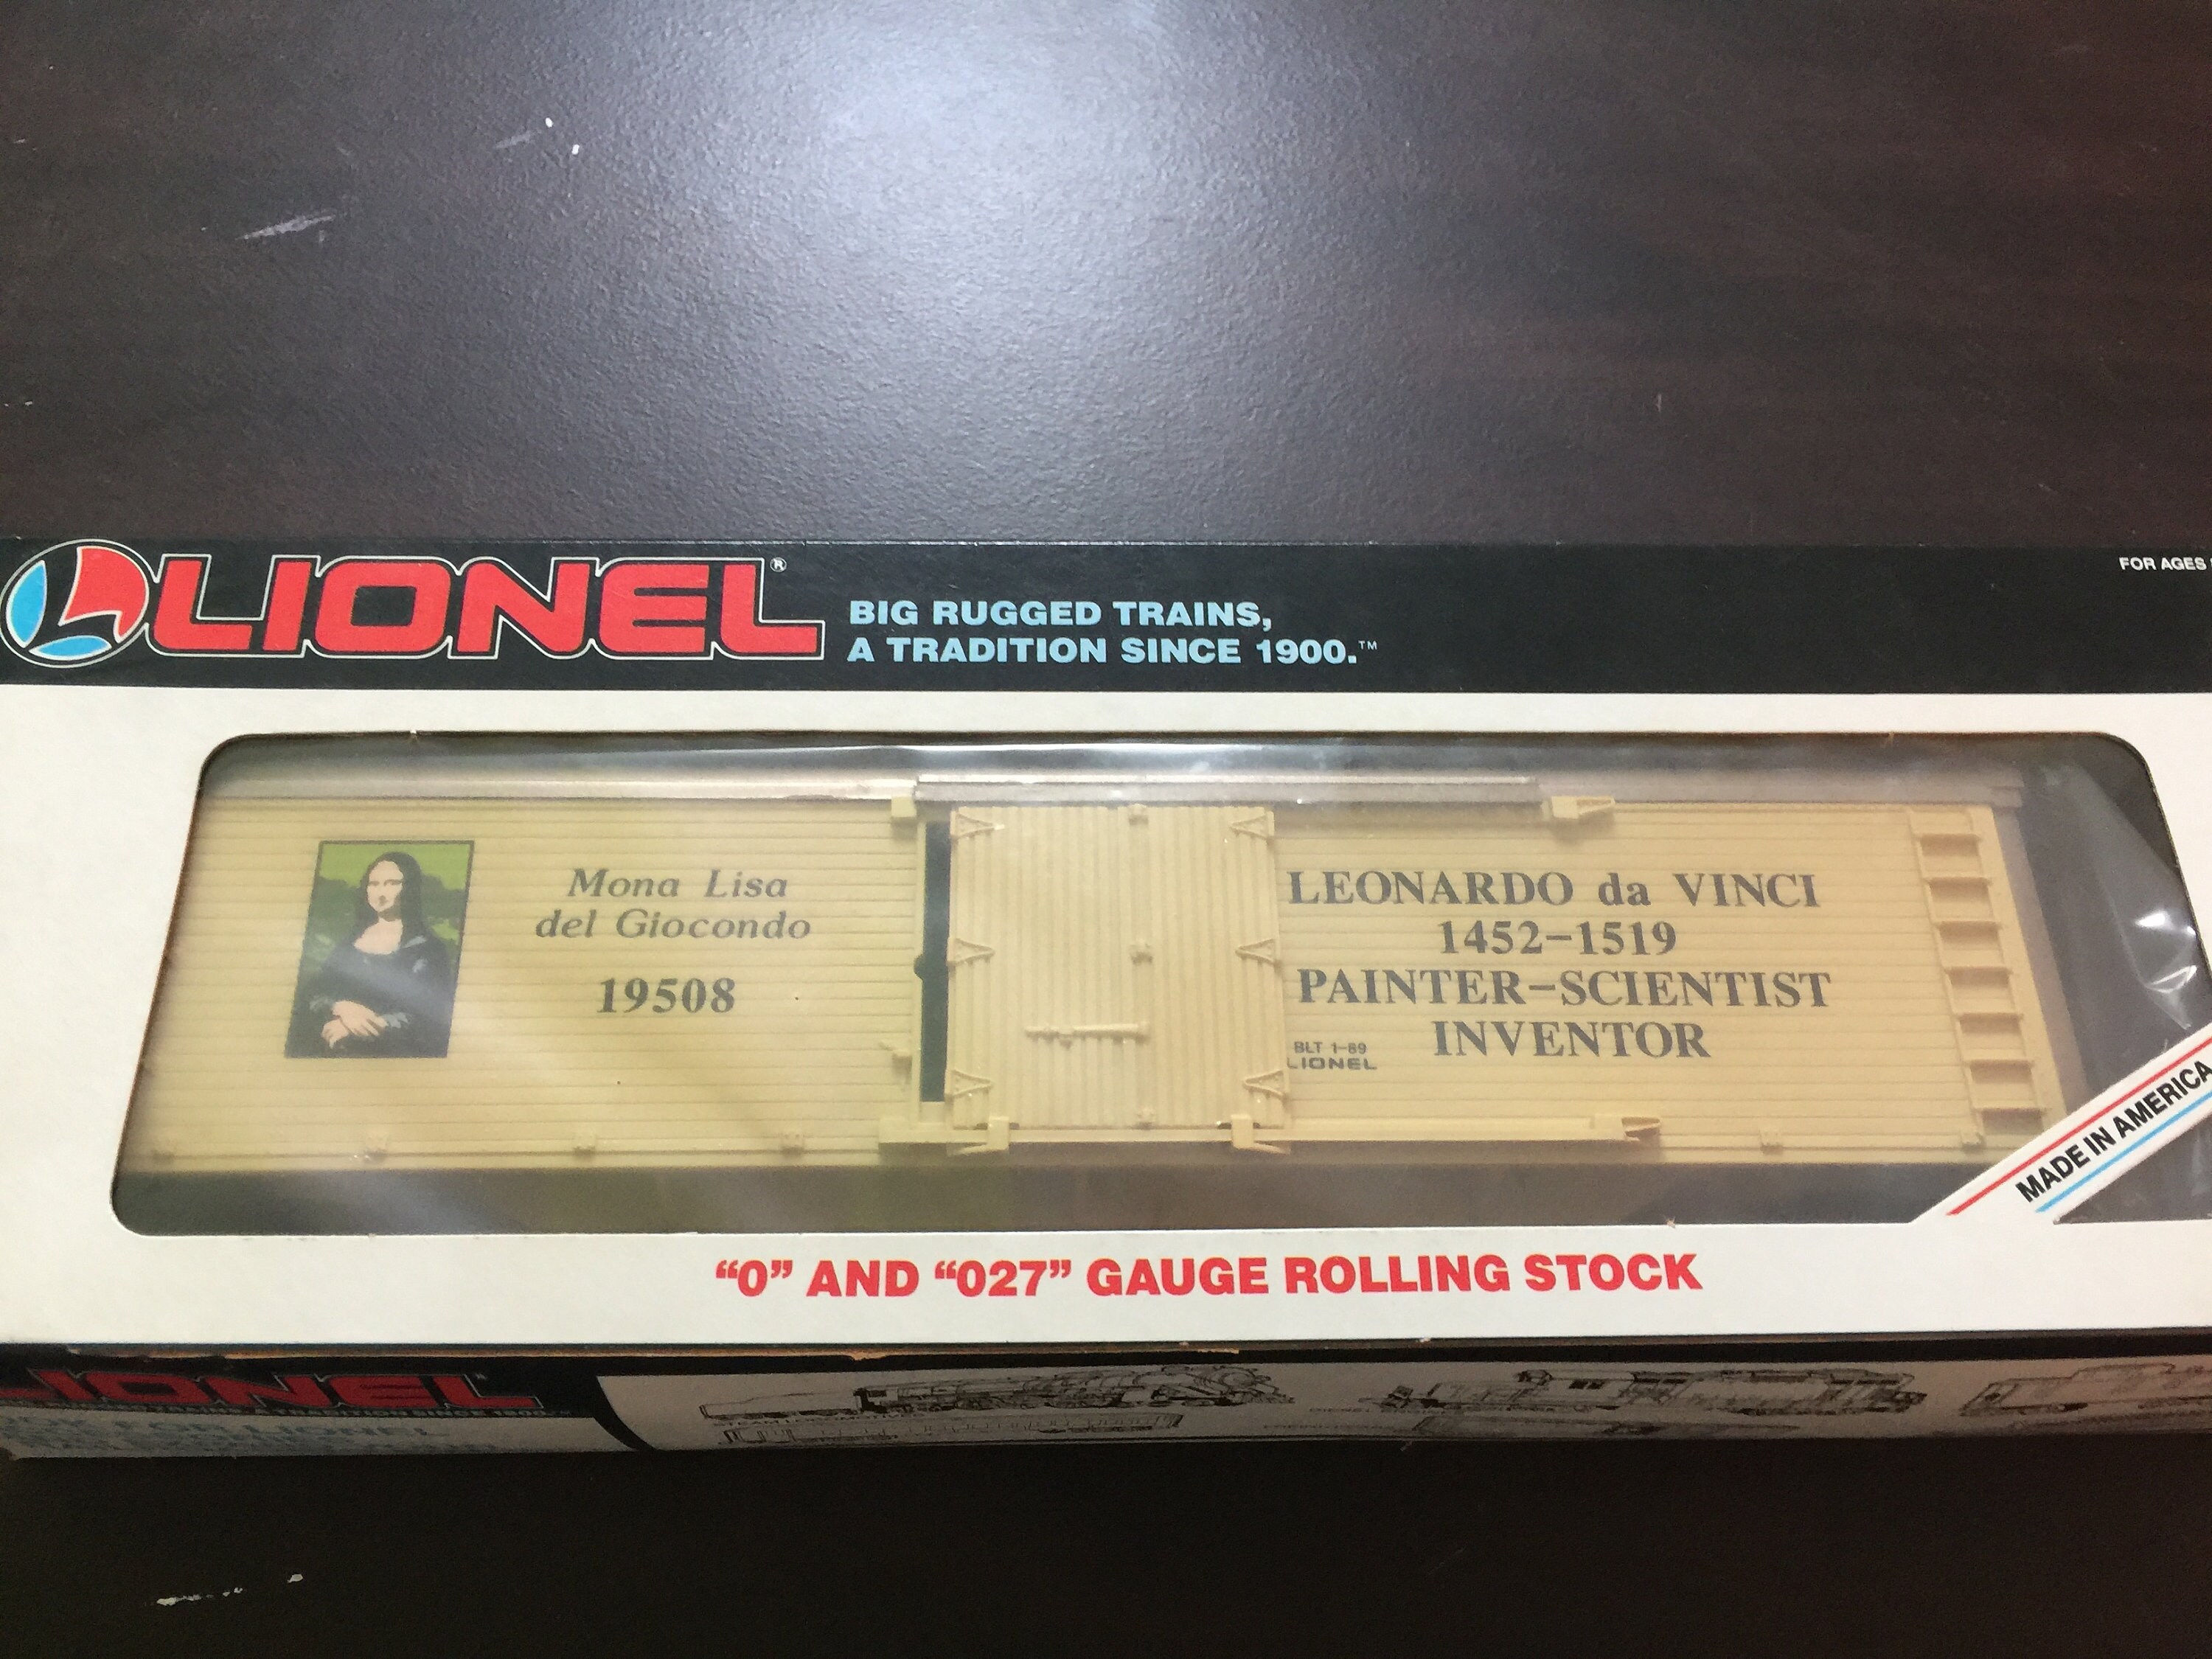 LIONEL®
BIG RUGGED TRAINS,
A TRADITION SINCE 1900.™
FOR AGES
Mona Lisa
del Giocondo
19508
LEONARDO da VINCI
1452-1519
PAINTER-SCIENTIST
INVENTOR
BLT 1-89
LIONEL
MADE IN AMERICA
"O" AND "027" GAUGE ROLLING STOCK
LIONEL